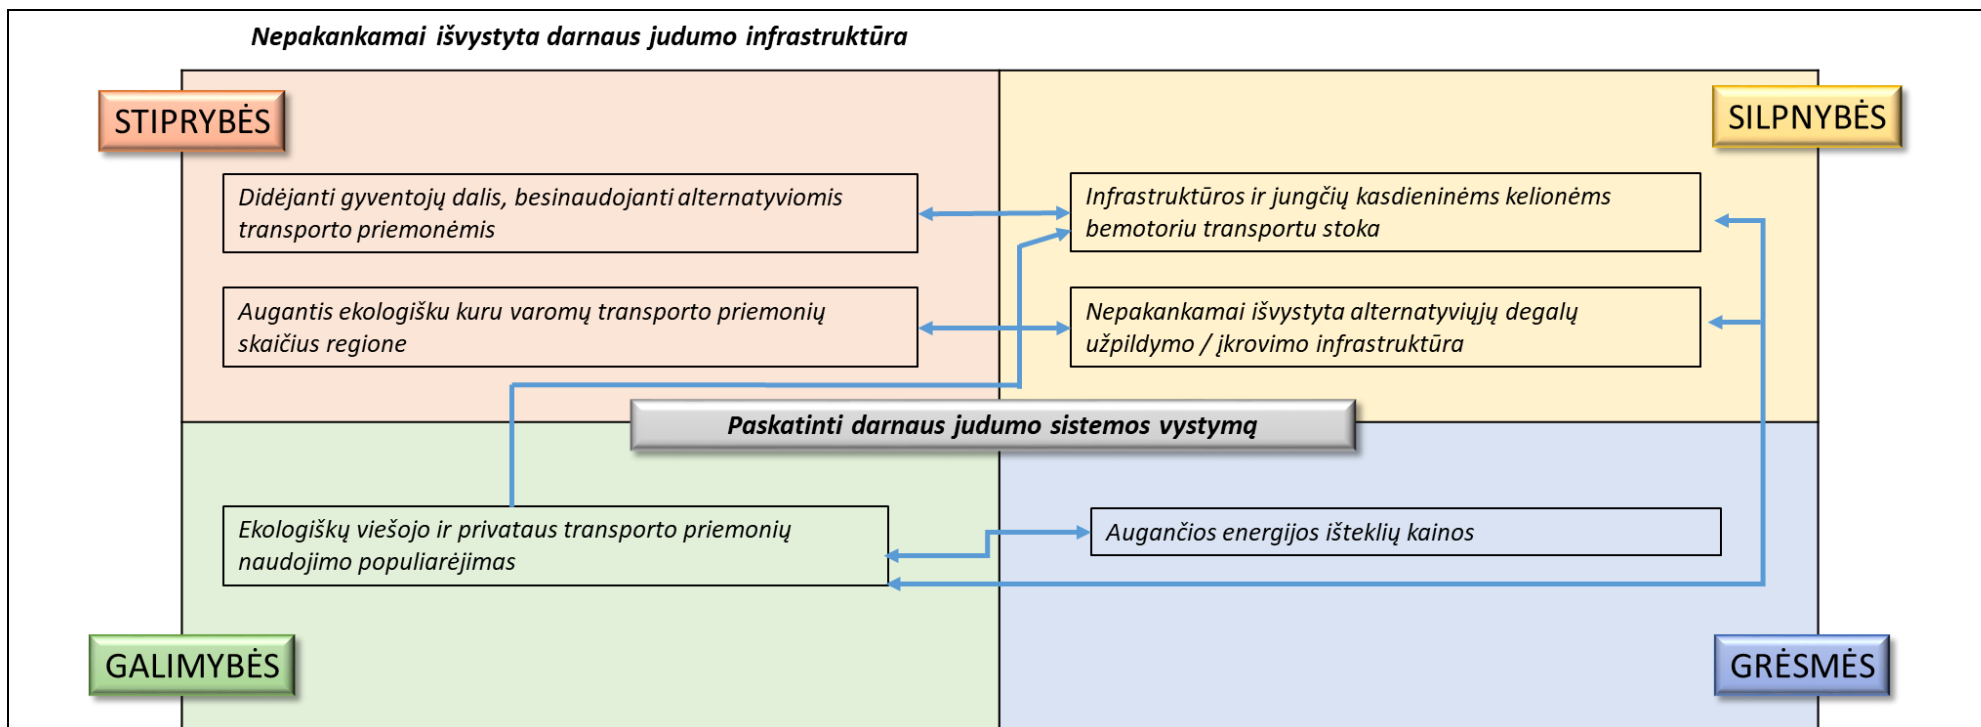 Nepakankamai išvystyta darnaus judumo infrastruktūra
STIPRYBĖS
SILPNYBĖS
Didėjanti gyventojų dalis, besinaudojanti alternatyviomis
transporto priemonėmis
Infrastruktūros ir jungčių kasdieninėms kelionėms
bemotoriu transportu stoka
Augantis ekologišku kuru varomų transporto priemonių
skaičius regione
Nepakankamai išvystyta alternatyviųjų degalų
užpildymo / įkrovimo infrastruktūra
Paskatinti darnaus judumo sistemos vystymą
Ekologiškų viešojo ir privataus transporto priemonių
naudojimo populiarėjimas
Augančios energijos išteklių kainos
GALIMYBĖS
GRĖSMĖS